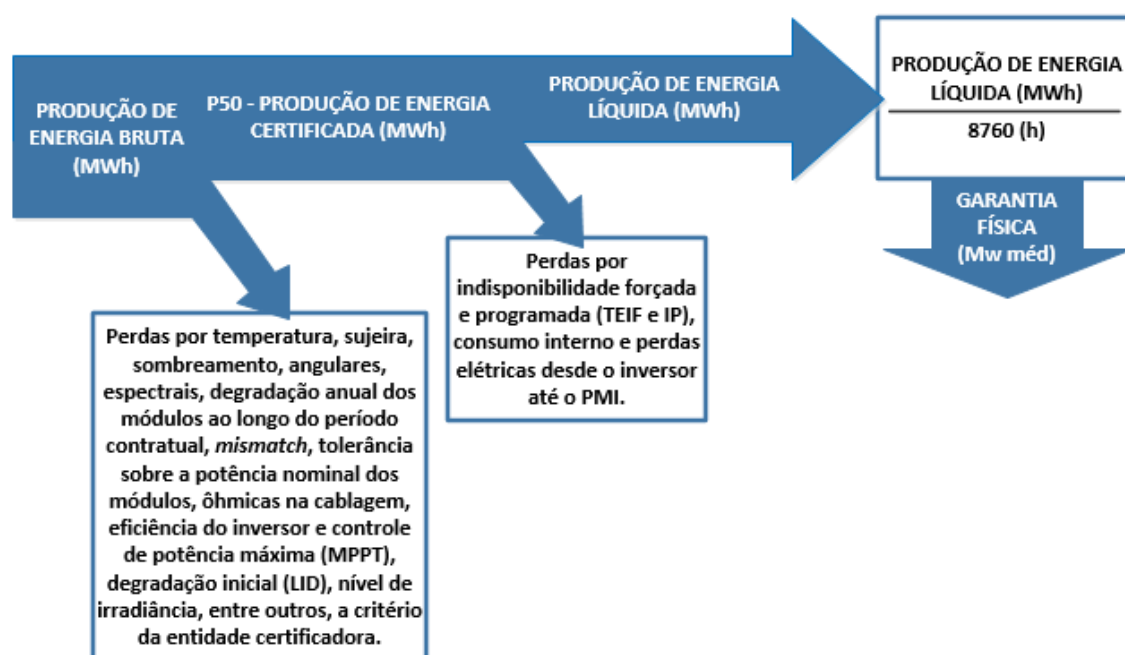 PRODUÇÃO DE
ENERGIA BRUTA
(MWh)
P50 - PRODUÇÃO DE ENERGIA
CERTIFICADA (MWh)
PRODUÇÃO DE ENERGIA
LÍQUIDA (MWh)
PRODUÇÃO DE ENERGIA
LÍQUIDA (MWh)
8760 (h)
GARANTIA
FÍSICA
(Mw méd)
Perdas por
indisponibilidade forçada
e programada (TEIF e IP),
consumo interno e perdas
elétricas desde o inversor
até o PMI.
Perdas por temperatura, sujeira,
sombreamento, angulares,
espectrais, degradação anual dos
módulos ao longo do período
contratual, mismatch, tolerância
sobre a potência nominal dos
módulos, ôhmicas na cablagem,
eficiência do inversor e controle
de potência máxima (MPPT),
degradação inicial (LID), nível de
irradiância, entre outros, a critério
da entidade certificadora.